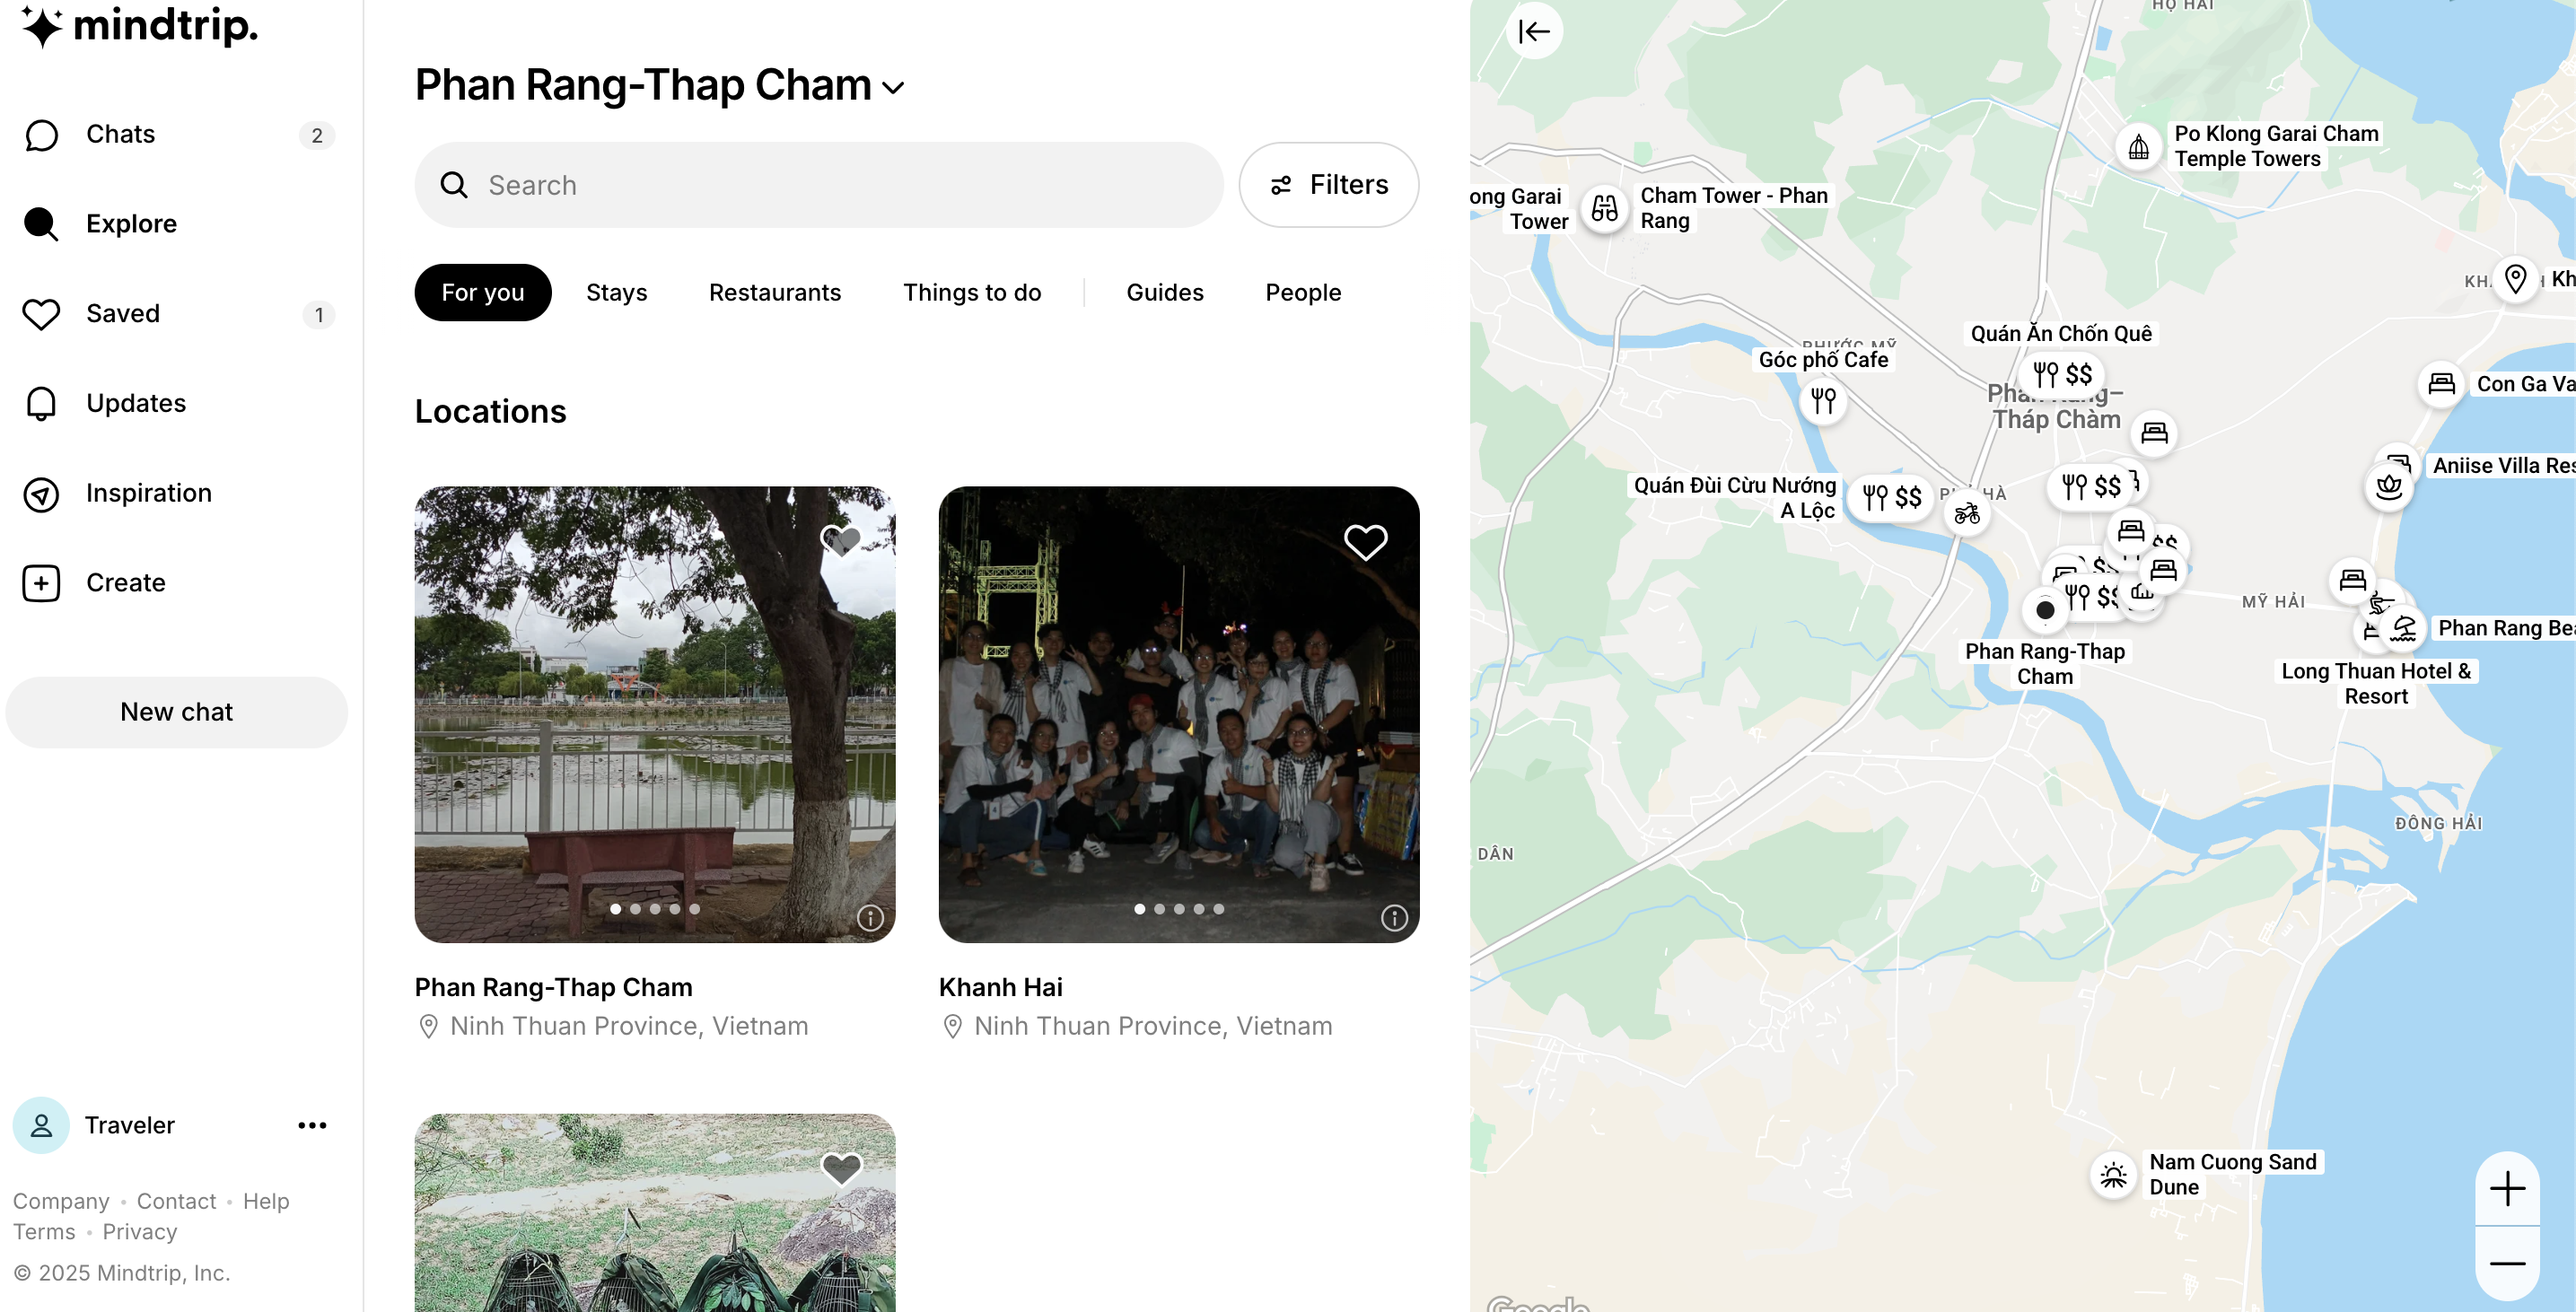 mindtrip.
Chats
2
Explore
Saved
1
Updates
Inspiration
Create
New chat
Traveler
Company • Contact • Help
Terms • Privacy
© 2025 Mindtrip, Inc.
Phan Rang-Thap Cham
Search
Filters
For you
Stays
Restaurants
Things to do
Guides
People
Locations
Phan Rang-Thap Cham
Ninh Thuan Province, Vietnam
Khanh Hai
Ninh Thuan Province, Vietnam
HỘ HẢI
Po Klong Garai Cham
Temple Towers
ong Garai
Tower
Cham Tower - Phan
Rang
Kh
Quán Ăn Chốn Quê
$$
PHƯỚC MỸ
Góc phố Cafe
Tháp Chàm
Con Ga Va
Aniise Villa Res
Quán Đùi Cừu Nướng
A Lộc
$$
$$
$$
MỸ HẢI
Phan Rang-Thap
Cham
Phan Rang Bea
Long Thuan Hotel &
Resort
ĐÔNG HẢI
DÂN
Nam Cuong Sand
Dune
Google